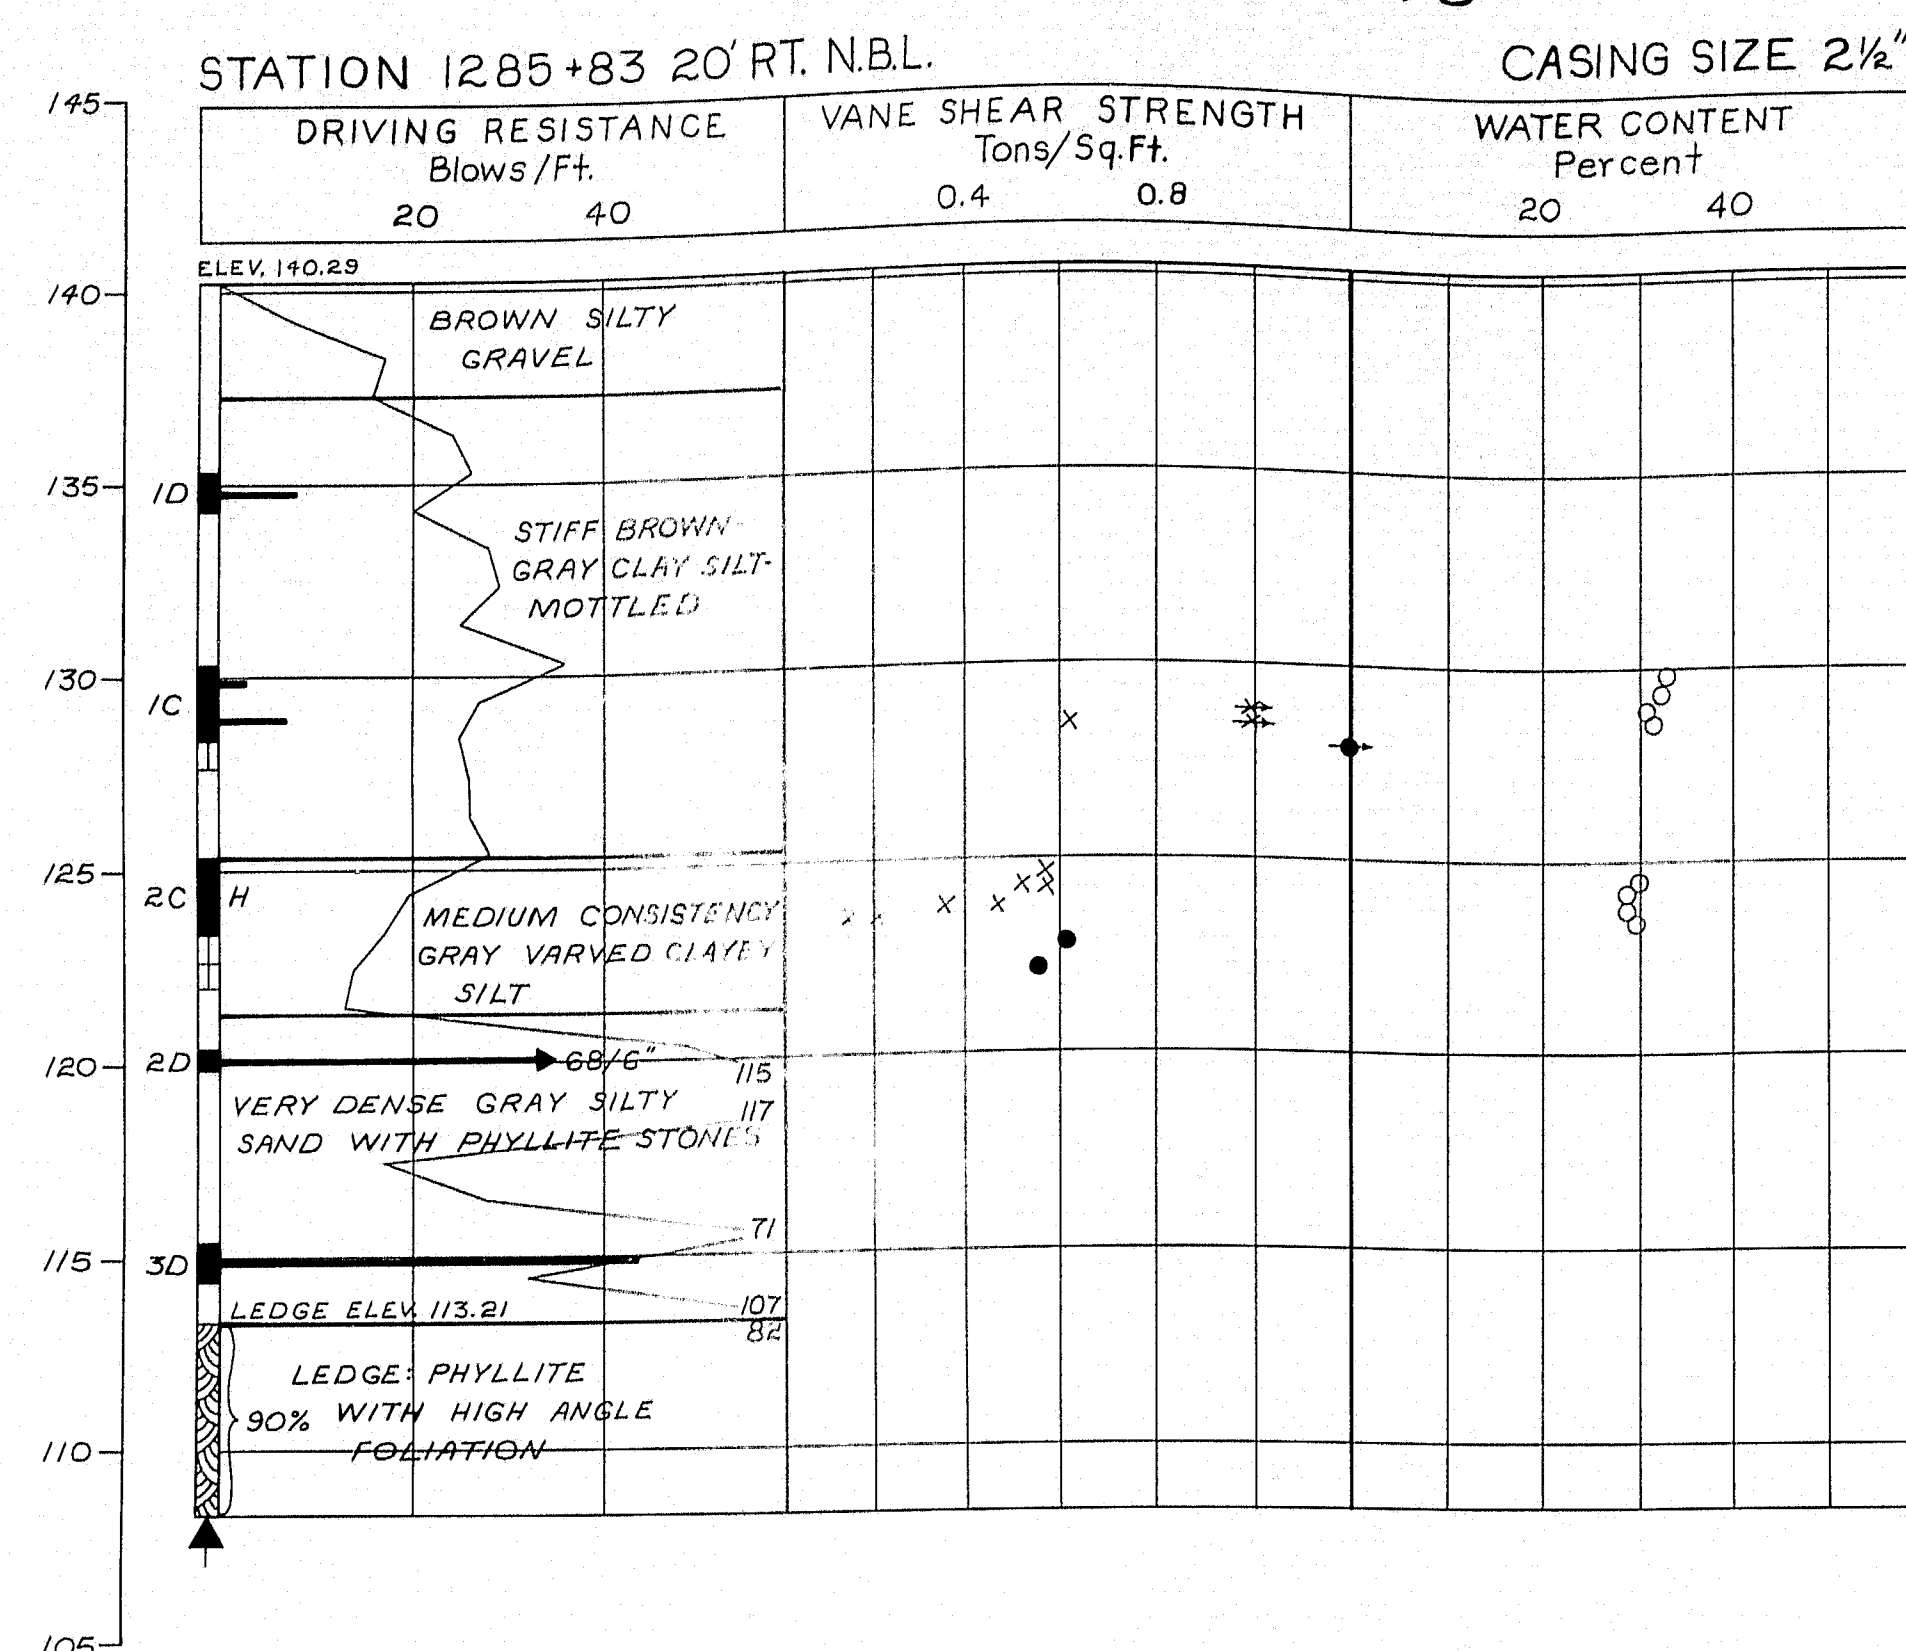 STATION 1285+83 20' RT. N.B.L.
CASING SIZE 2½"
145
DRIVING RESISTANCE
Blows/Ft.
20 40
VANE SHEAR STRENGTH
Tons/Sq.Ft.
0.4 0.8
WATER CONTENT
Percent
20 40
ELEV. 140.29
140
BROWN SILTY
GRAVEL
135
1D
STIFF BROWN-
GRAY CLAY SILT-
MOTTLED
130
1C
125
2C H
MEDIUM CONSISTENCY
GRAY VARVED CLAYEY
SILT
120
2D
68/6"
115
VERY DENSE GRAY SILTY
117
SAND WITH PHYLLITE STONES
71
115
3D
LEDGE ELEV. 113.21
107
82
LEDGE: PHYLLITE
90% WITH HIGH ANGLE
FOLIATION
110
105